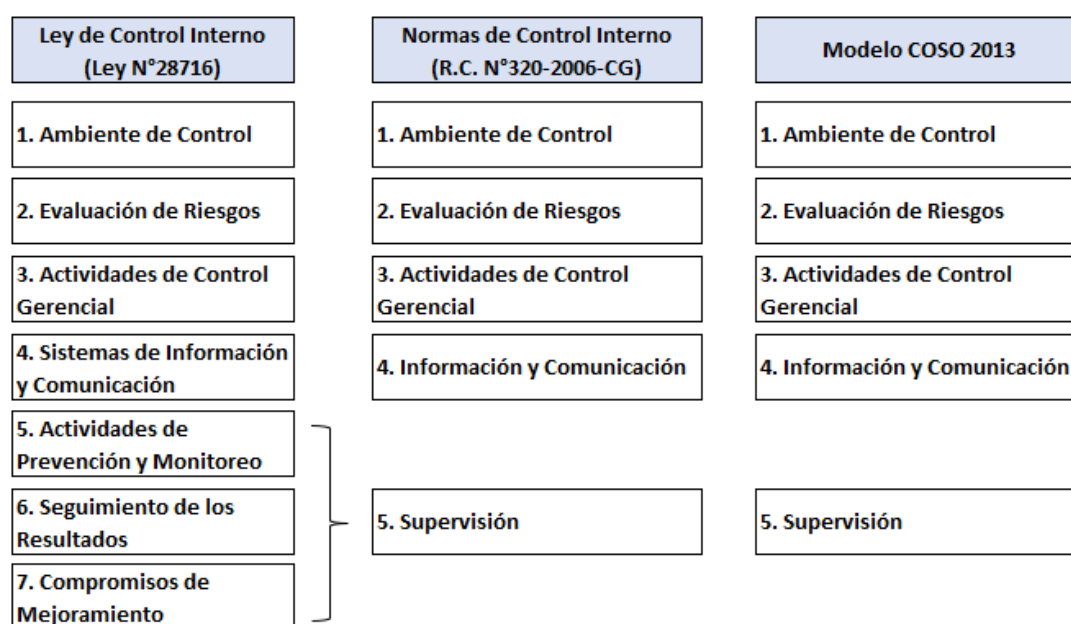 Ley de Control Interno
(Ley N°28716)
Normas de Control Interno
(R.C. N°320-2006-CG)
Modelo COSO 2013
1. Ambiente de Control
1. Ambiente de Control
1. Ambiente de Control
2. Evaluación de Riesgos
2. Evaluación de Riesgos
2. Evaluación de Riesgos
3. Actividades de Control
Gerencial
3. Actividades de Control
Gerencial
3. Actividades de Control
Gerencial
4. Sistemas de Información
y Comunicación
4. Información y Comunicación
4. Información y Comunicación
5. Actividades de
Prevención y Monitoreo
6. Seguimiento de los
Resultados
5. Supervisión
5. Supervisión
7. Compromisos de
Mejoramiento